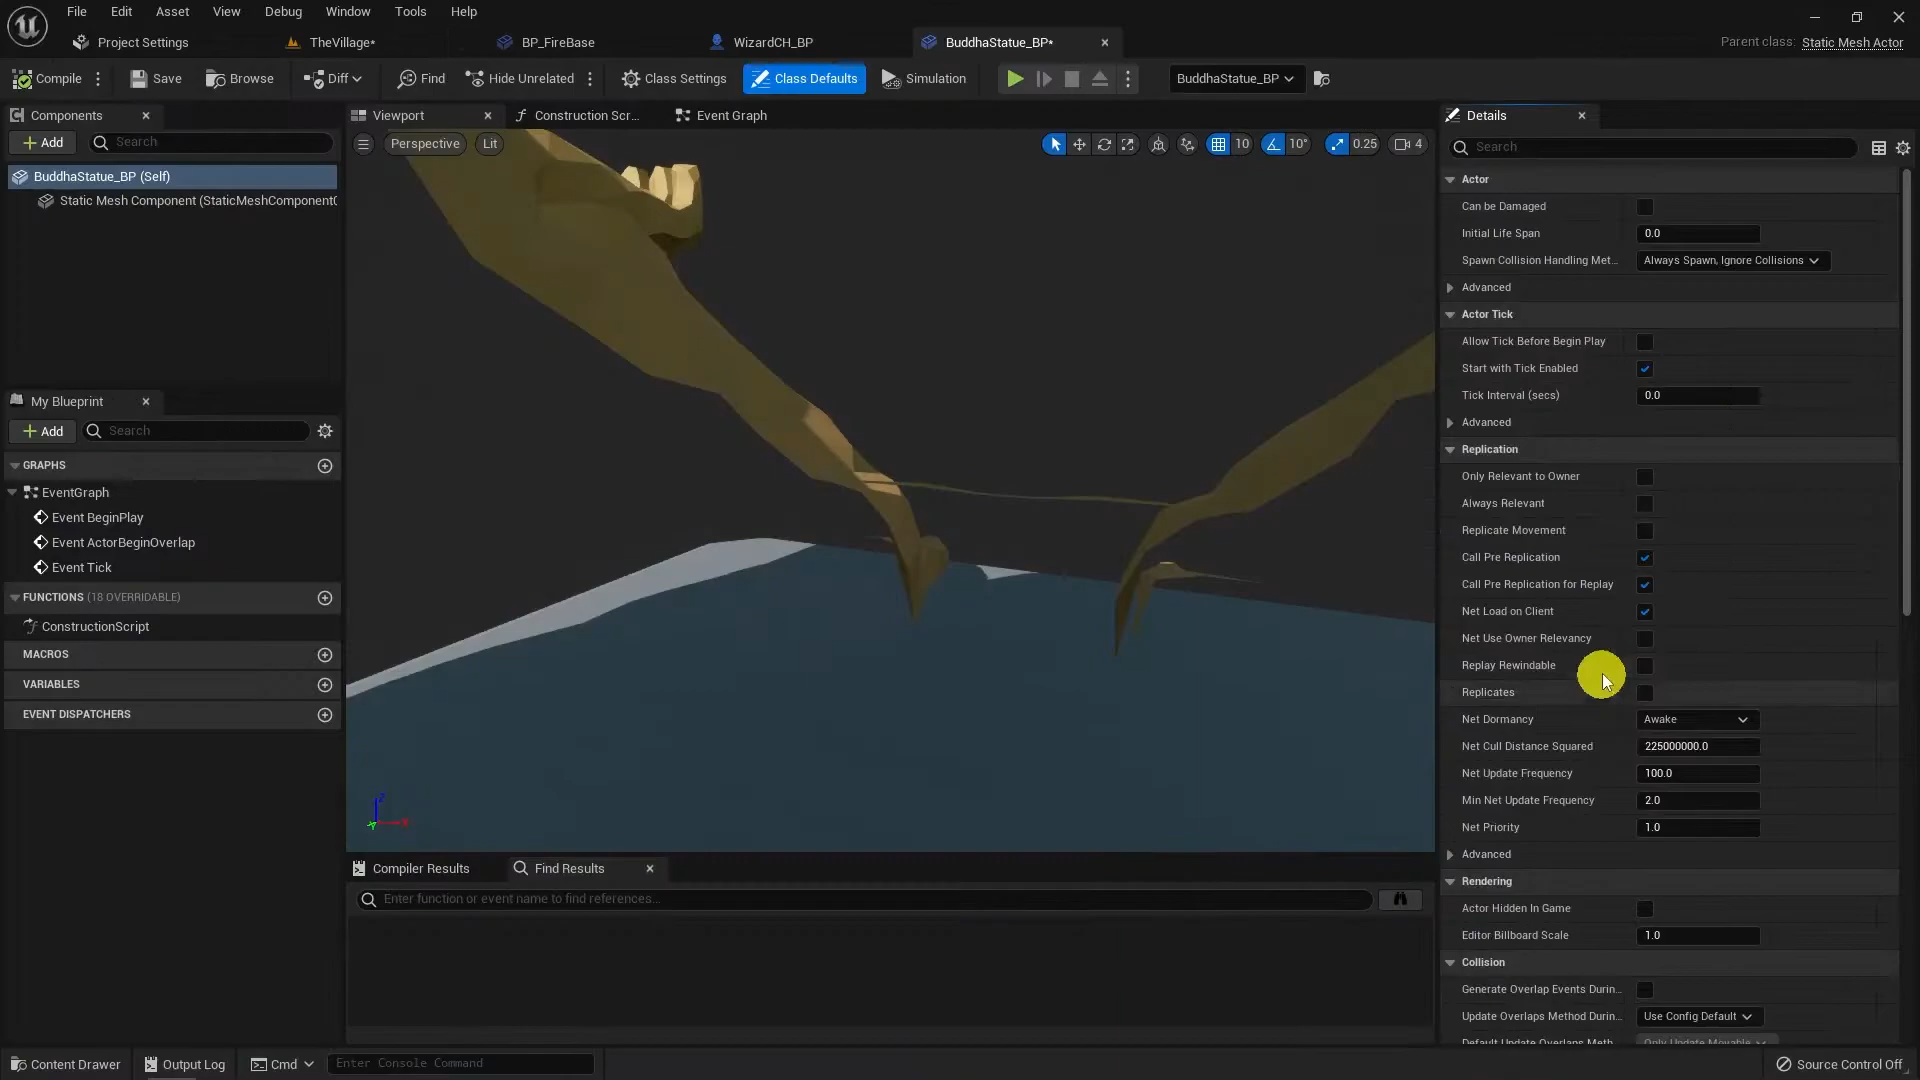 File Edit Asset View Debug Window Tools Help
Project Settings TheVillage* BP_FireBase WizardCH_BP BuddhaStatue_BP* Parent class: Static Mesh Actor
Compile Save Browse Diff Find Hide Unrelated Class Settings Class Defaults Simulation BuddhaStatue_BP
Components
Add Search
BuddhaStatue_BP (Self)
Static Mesh Component (StaticMeshComponent
My Blueprint
Add Search
GRAPHS
EventGraph
Event BeginPlay
Event ActorBeginOverlap
Event Tick
FUNCTIONS (18 OVERRIDABLE)
ConstructionScript
MACROS
VARIABLES
EVENT DISPATCHERS
Viewport Construction Scr... Event Graph
Perspective Lit 10 10° 0.25 4
Z
Compiler Results Find Results
Enter function or event name to find references...
Details
Search
Actor
Can be Damaged
Initial Life Span 0.0
Spawn Collision Handling Met... Always Spawn, Ignore Collisions
Advanced
Actor Tick
Allow Tick Before Begin Play
Start with Tick Enabled
Tick Interval (secs) 0.0
Advanced
Replication
Only Relevant to Owner
Always Relevant
Replicate Movement
Call Pre Replication
Call Pre Replication for Replay
Net Load on Client
Net Use Owner Relevancy
Replay Rewindable
Replicates
Net Dormancy Awake
Net Cull Distance Squared 225000000.0
Net Update Frequency 100.0
Min Net Update Frequency 2.0
Net Priority 1.0
Advanced
Rendering
Actor Hidden In Game
Editor Billboard Scale 1.0
Collision
Generate Overlap Events Durin...
Update Overlaps Method Durin... Use Config Default
Default Update Overlaps Meth... Only Update Movable
Content Drawer Output Log Cmd Enter Console Command Source Control Off